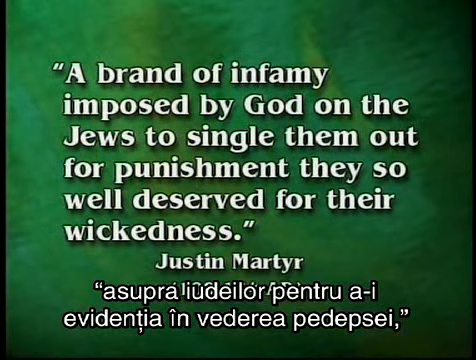 “A brand of infamy
imposed by God on the
Jews to single them out
for punishment they so
well deserved for their
wickedness.”
Justin Martyr
“asupra iudeilor pentru a-i
evidenția în vederea pedepsei,”